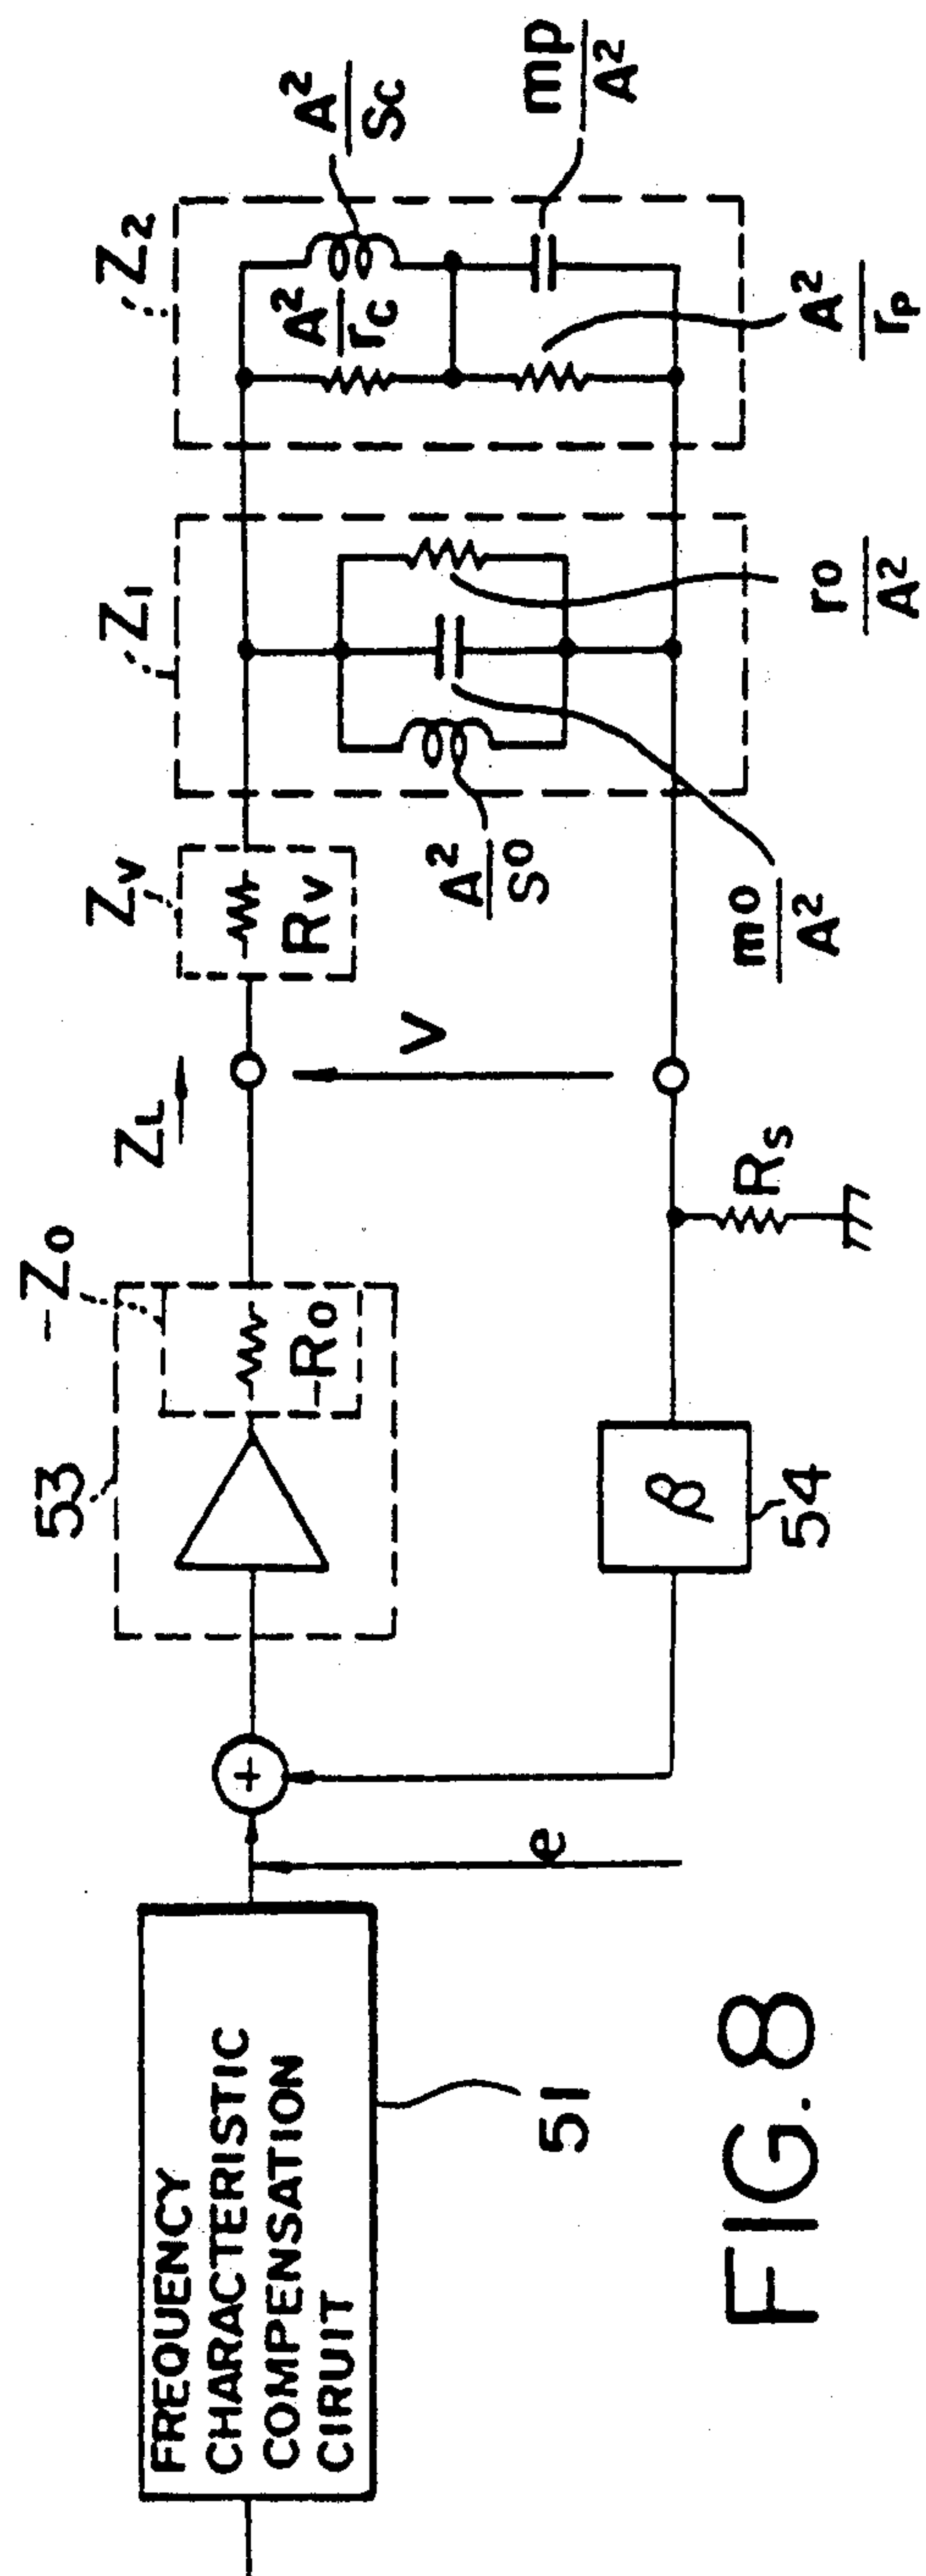 FREQUENCY
CHARACTERISTIC
COMPENSATION
CIRUIT
51
e
+
53
-Zo
-Ro
β
54
ZL
V
Rs
Zv
Rv
Z1
A²
So
mo
A²
ro
A²
Z2
A²
Sc
A²
rc
mp
A²
A²
rp
FIG. 8